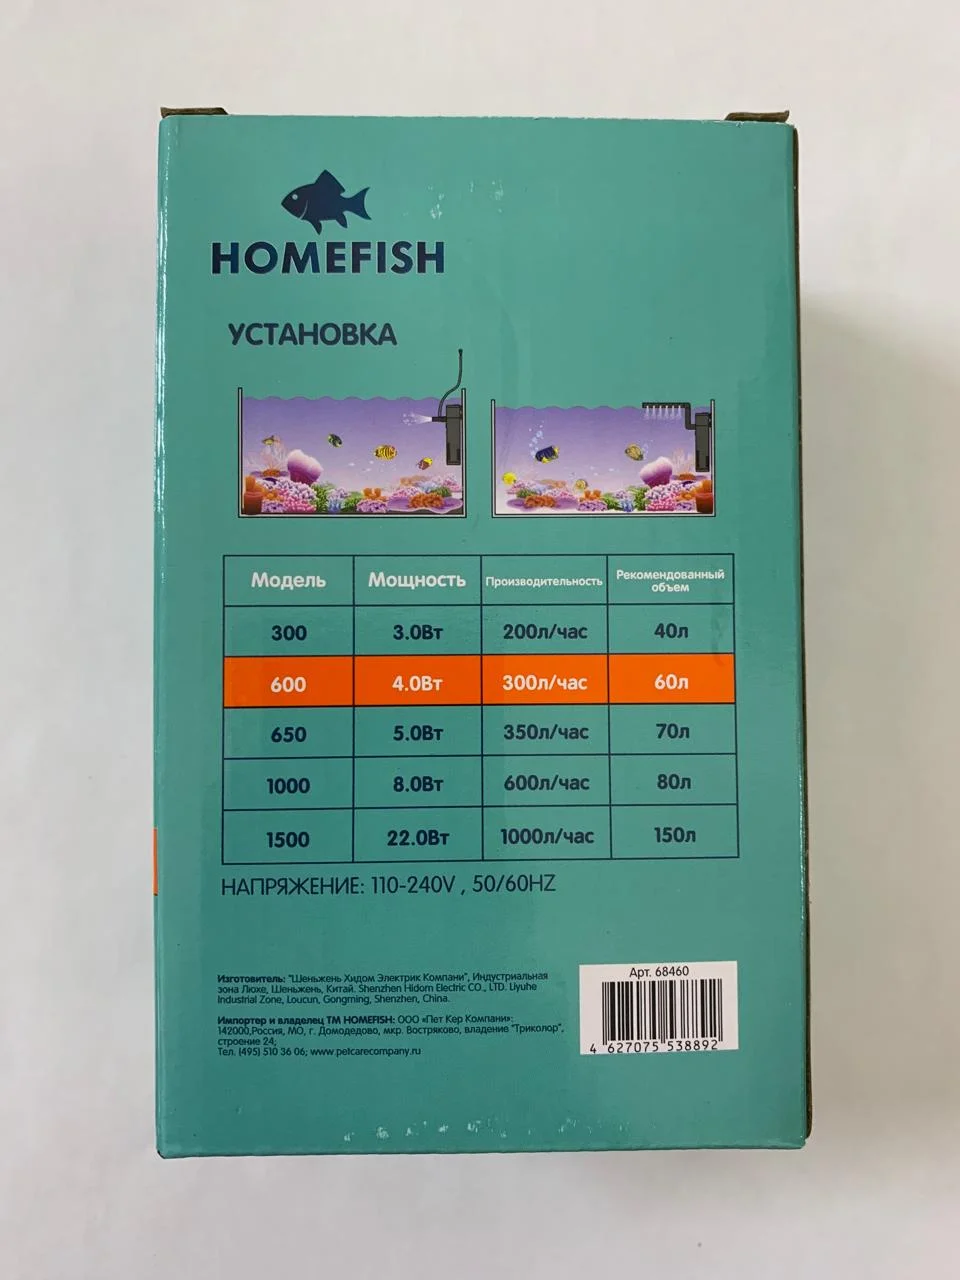 HOMEFISH
УСТАНОВКА
Модель Мощность Производительность Рекомендованный объем
300 3.0Вт 200л/час 40л
600 4.0Вт 300л/час 60л
650 5.0Вт 350л/час 70л
1000 8.0Вт 600л/час 80л
1500 22.0Вт 1000л/час 150л
НАПРЯЖЕНИЕ: 110-240V , 50/60HZ
Изготовитель: "Шеньжень Хидом Электрик Компани", Индустриальная
зона Люхе, Шеньжень, Китай. Shenzhen Hidom Electric CO., LTD. Liyuhe
Industrial Zone, Loucun, Gongming, Shenzhen, China.
Импортер и владелец ТМ HOMEFISH: ООО «Пет Кер Компани»:
142000,Россия, МО, г. Домодедово, мкр. Востряково, владение "Триколор",
строение 24;
Тел. (495) 510 36 06; www.petcarecompany.ru
Арт. 68460
4 627075 538892